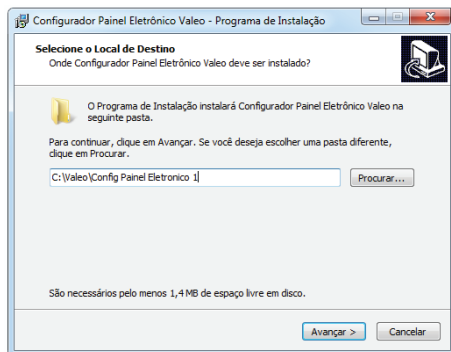 Configurador Painel Eletrônico Valeo - Programa de Instalação
Selecione o Local de Destino
Onde Configurador Painel Eletrônico Valeo deve ser instalado?
O Programa de Instalação instalará Configurador Painel Eletrônico Valeo na
seguinte pasta.
Para continuar, clique em Avançar. Se você deseja escolher uma pasta diferente,
clique em Procurar.
C:\Valeo\Config Painel Eletronico 1
Procurar...
São necessários pelo menos 1,4 MB de espaço livre em disco.
Avançar >
Cancelar